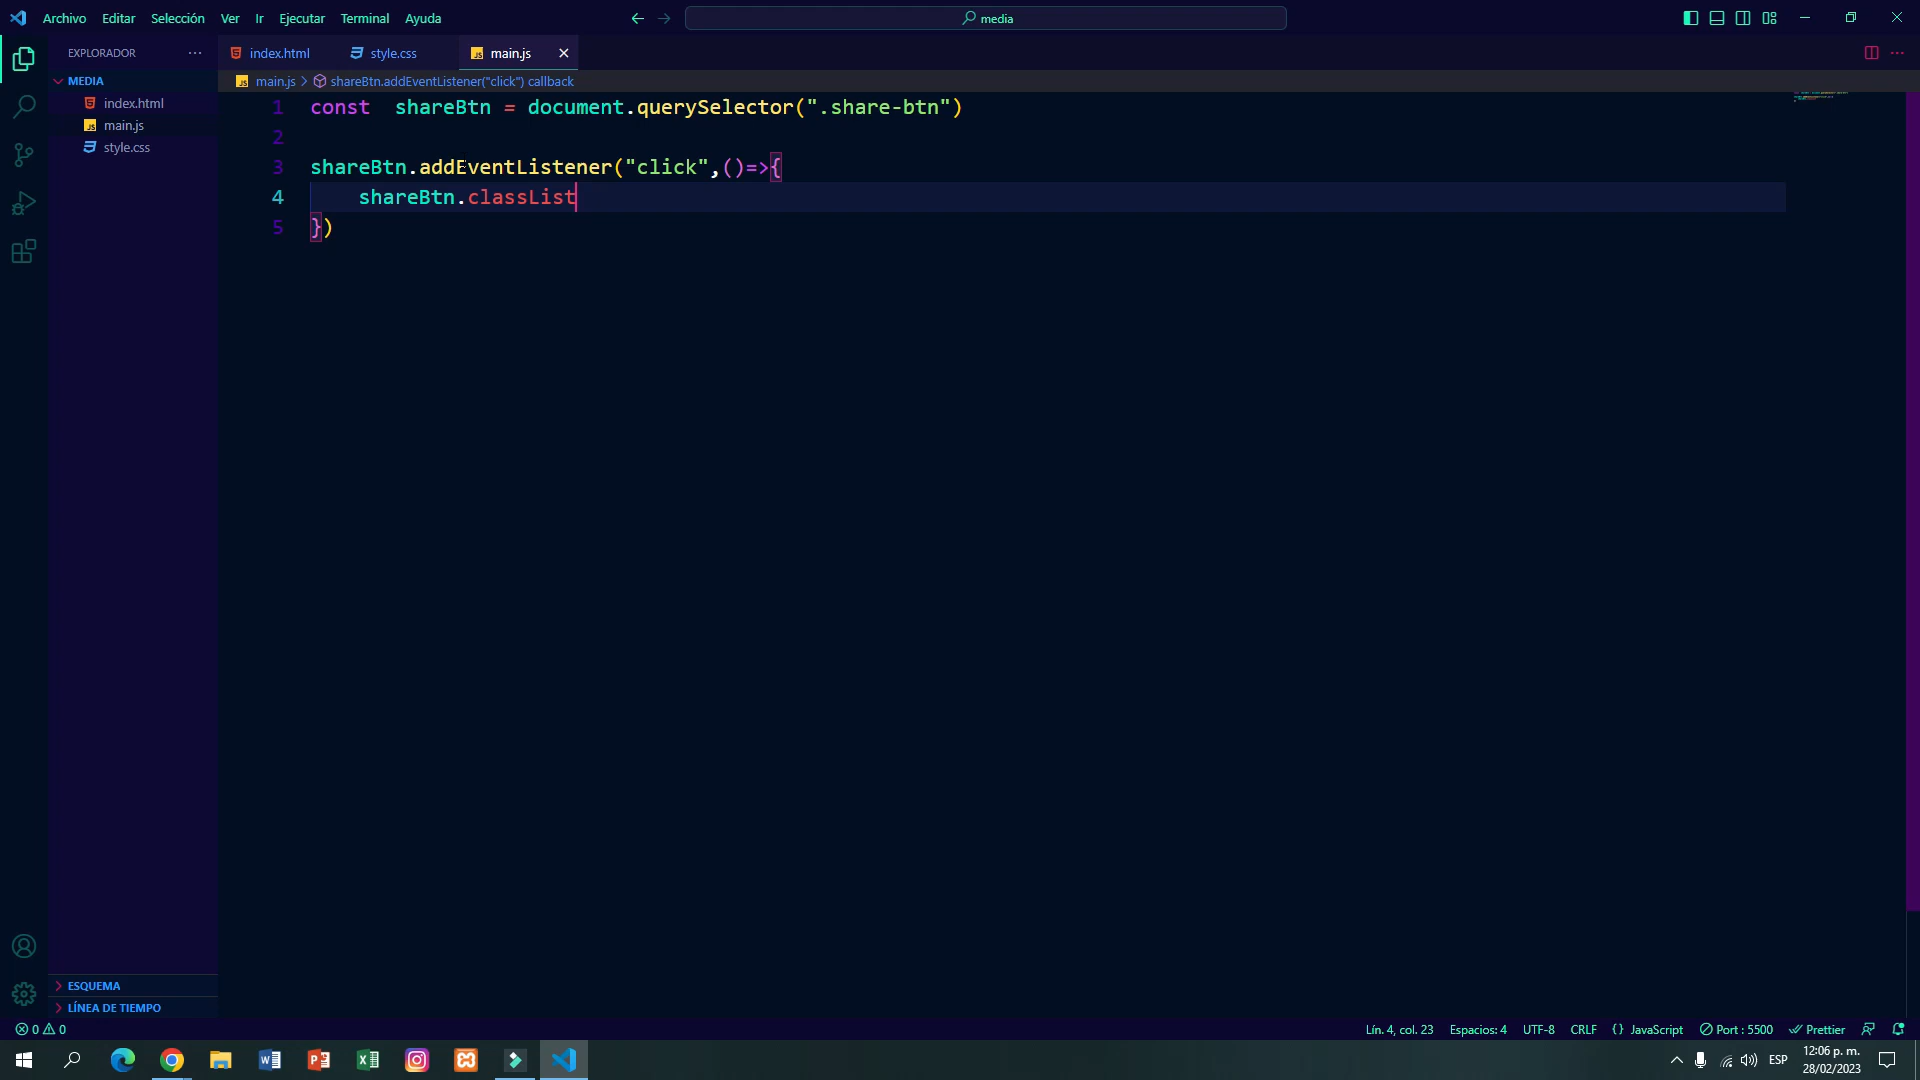 Archivo Editar Selección Ver Ir Ejecutar Terminal Ayuda
media
EXPLORADOR
index.html style.css main.js
MEDIA
main.js > shareBtn.addEventListener("click") callback
index.html
main.js
style.css
1 const  shareBtn = document.querySelector(".share-btn")
2
3 shareBtn.addEventListener("click",()=>{
4     shareBtn.classList
5 })
ESQUEMA
LÍNEA DE TIEMPO
0 0
Lín. 4, col. 23 Espacios: 4 UTF-8 CRLF {} JavaScript Port : 5500 Prettier
ESP
12:06 p. m.
28/02/2023